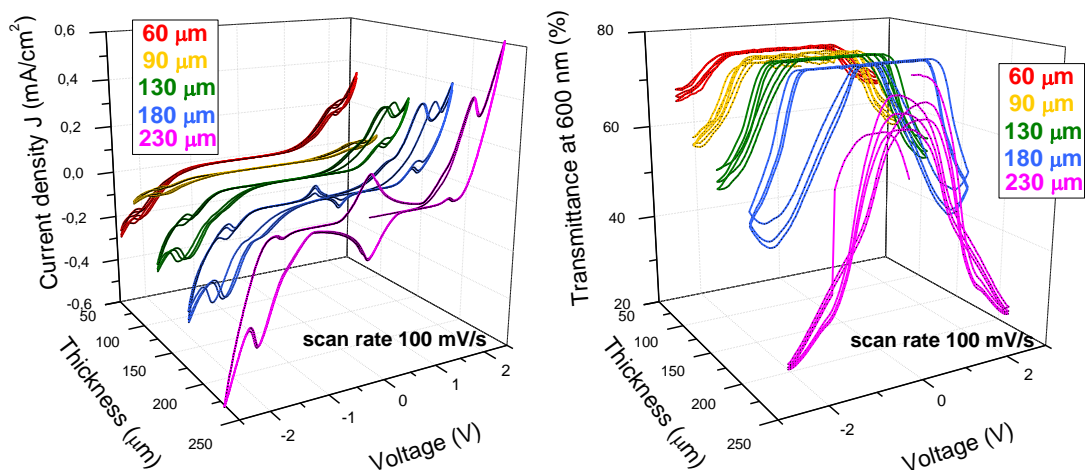 Current density J (mA/cm²)
0,6
0,4
0,2
0,0
-0,2
-0,4
-0,6
60 μm
90 μm
130 μm
180 μm
230 μm
scan rate 100 mV/s
50
100
150
200
250
Thickness (μm)
-2
-1
0
1
2
Voltage (V)
Transmittance at 600 nm (%)
80
60
40
20
60 μm
90 μm
130 μm
180 μm
230 μm
scan rate 100 mV/s
50
100
150
200
250
Thickness (μm)
-2
0
2
Voltage (V)